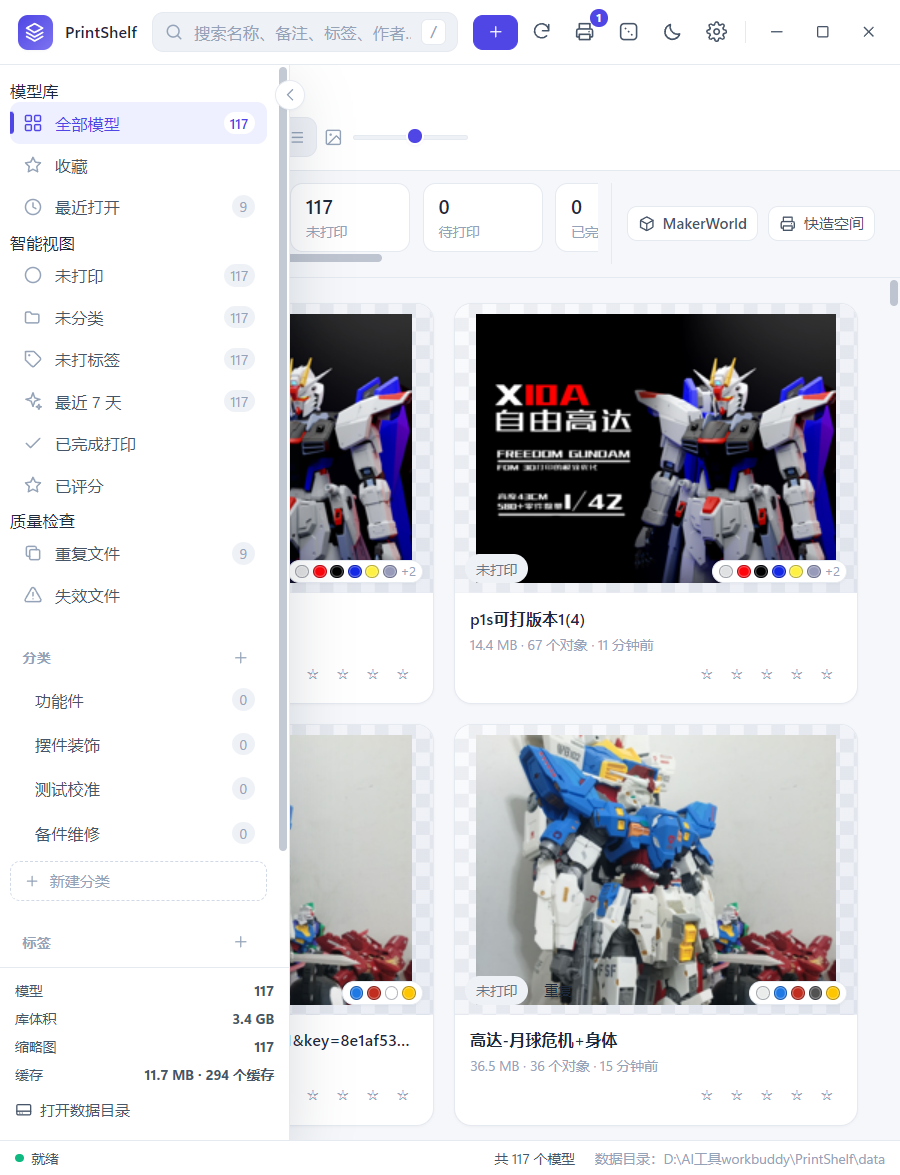 PrintShelf
搜索名称、备注、标签、作者..
/
1
模型库
全部模型 117
收藏
最近打开 9
智能视图
未打印 117
未分类 117
未打标签 117
最近 7 天 117
已完成打印
已评分
质量检查
重复文件 9
失效文件
分类
功能件 0
摆件装饰 0
测试校准 0
备件维修 0
新建分类
标签
模型 117
库体积 3.4 GB
缩略图 117
缓存 11.7 MB · 294 个缓存
打开数据目录
117
未打印
0
待打印
0
已完
MakerWorld
快造空间
+2
X10A
自由高达
FREEDOM GUNDAM
高度43CM
1/42
未打印
+2
p1s可打版本1(4)
14.4 MB · 67 个对象 · 11 分钟前
&key=8e1af53...
未打印
FSF
高达-月球危机+身体
36.5 MB · 36 个对象 · 15 分钟前
就绪
共 117 个模型
数据目录: D:\AI工具workbuddy\PrintShelf\data